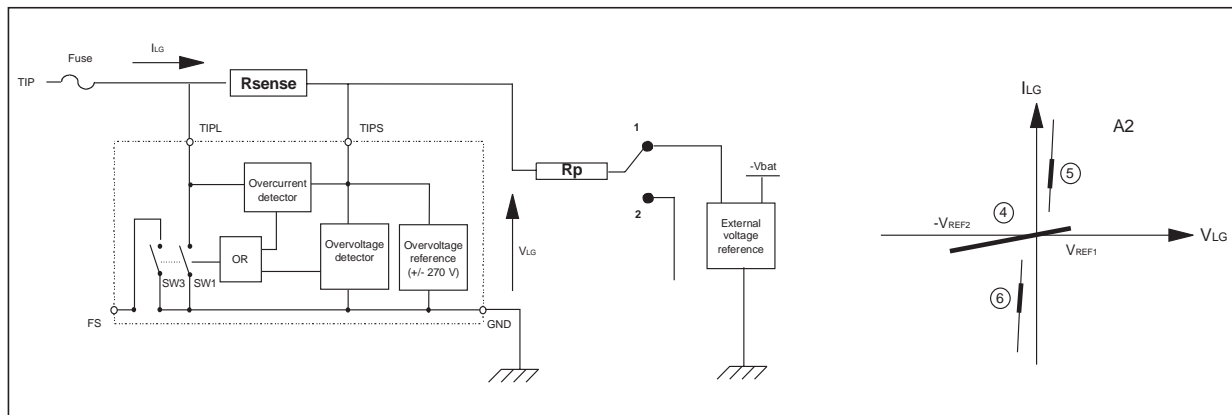 Fuse
ILG
TIP
Rsense
TIPL
TIPS
Overcurrent
detector
OR
Overvoltage
detector
Overvoltage
reference
(+/- 270 V)
SW3
SW1
FS
GND
VLG
Rp
1
2
-Vbat
External
voltage
reference
ILG
A2
5
4
-VREF2
VLG
VREF1
6